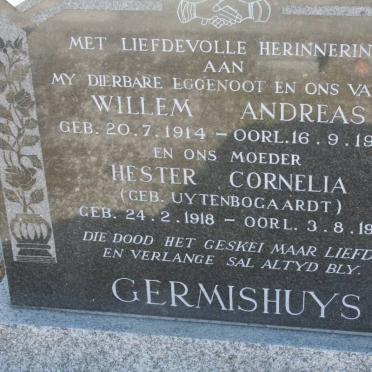 MET LIEFDEVOLLE HERINNERIN
AAN
MY DIERBARE EGGENOOT EN ONS VA
WILLEM ANDREAS
GEB. 20.7.1914 – OORL. 16.9.19
EN ONS MOEDER
HESTER CORNELIA
(GEB. UYTENBOGAARDT)
GEB. 24.2.1918 – OORL. 3.8.19
DIE DOOD HET GESKEI MAAR LIEFD
EN VERLANGE SAL ALTYD BLY.
GERMISHUYS